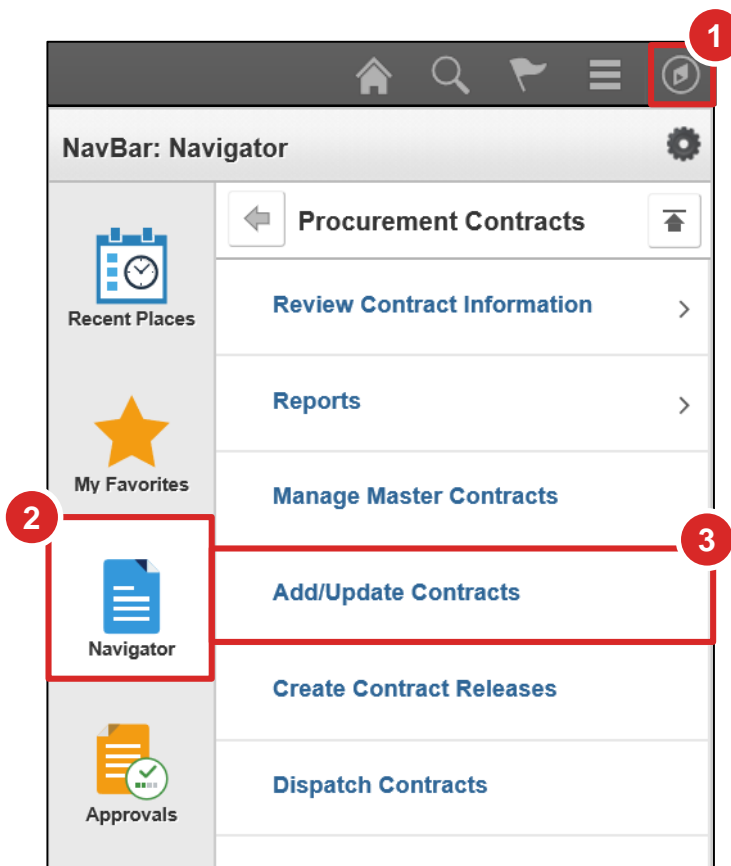 1
NavBar: Navigator
Procurement Contracts
Recent Places
Review Contract Information
Reports
My Favorites
Manage Master Contracts
2
3
Navigator
Add/Update Contracts
Create Contract Releases
Approvals
Dispatch Contracts